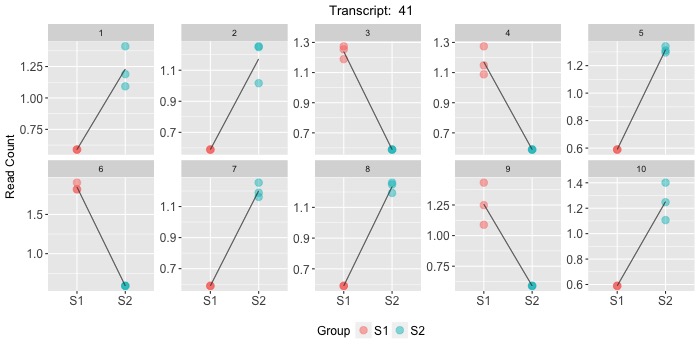 Transcript: 41
1 2 3 4 5
1.25 1.00 0.75
1.1 0.9 0.7
1.3 1.1 0.9 0.7
1.3 1.1 0.9 0.7
1.2 1.0 0.8 0.6
Read Count
6 7 8 9 10
1.5 1.0
1.1 0.9 0.7
1.1 0.9 0.7
1.25 1.00 0.75
1.4 1.2 1.0 0.8 0.6
S1 S2 S1 S2 S1 S2 S1 S2 S1 S2
Group S1 S2